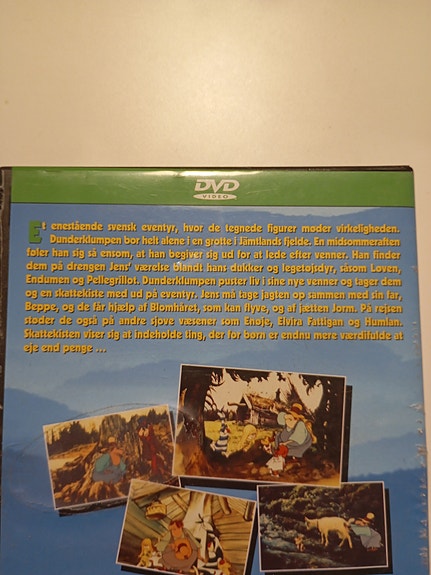 DVD
VIDEO
Et enestående svensk eventyr, hvor de tegnede figurer møder virkeligheden.
Dunderklumpen bor helt alene i en grotte i Jämtlands fjelde. En midsommeraften
føler han sig så ensom, at han begiver sig ud for at lede efter venner. Han finder
dem på drengen Jens' værelse blandt hans dukker og legetøjsdyr, såsom Løven,
Endumen og Pellegrillot. Dunderklumpen puster liv i sine nye venner og tager dem
og en skattekiste med ud på eventyr. Jens må tage jagten op sammen med sin far,
Beppe, og de får hjælp af Blomhåret, som kan flyve, og af jætten Jorm. På rejsen
støder de også på andre sjove væsener som Enøje, Elvira Fattigan og Humlan.
Skattekisten viser sig at indeholde ting, der for børn er endnu mere værdifulde at
eje end penge ...